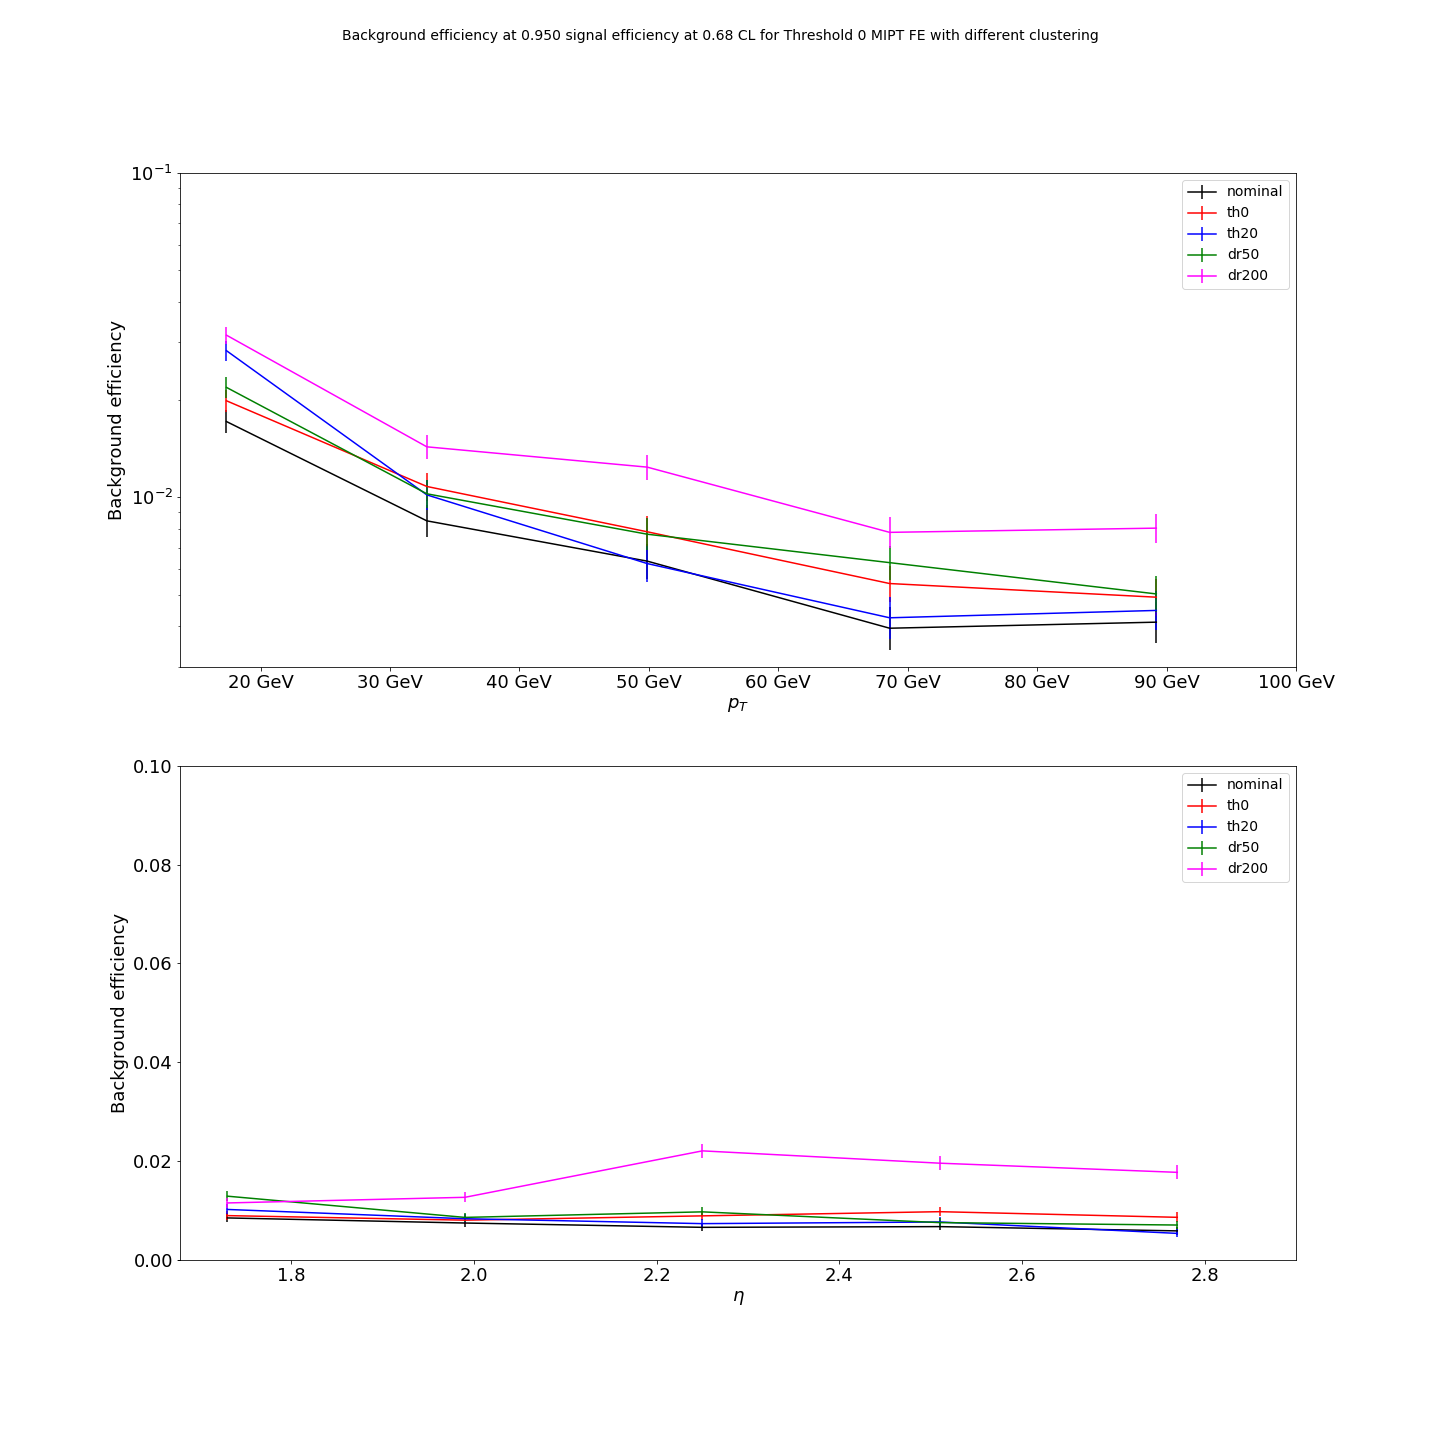 Background efficiency at 0.950 signal efficiency at 0.68 CL for Threshold 0 MIPT FE with different clustering
10⁻¹
10⁻²
Background efficiency
nominal
th0
th20
dr50
dr200
20 GeV 30 GeV 40 GeV 50 GeV 60 GeV 70 GeV 80 GeV 90 GeV 100 GeV
p_T
0.10
0.08
0.06
0.04
0.02
0.00
Background efficiency
nominal
th0
th20
dr50
dr200
1.8 2.0 2.2 2.4 2.6 2.8
η